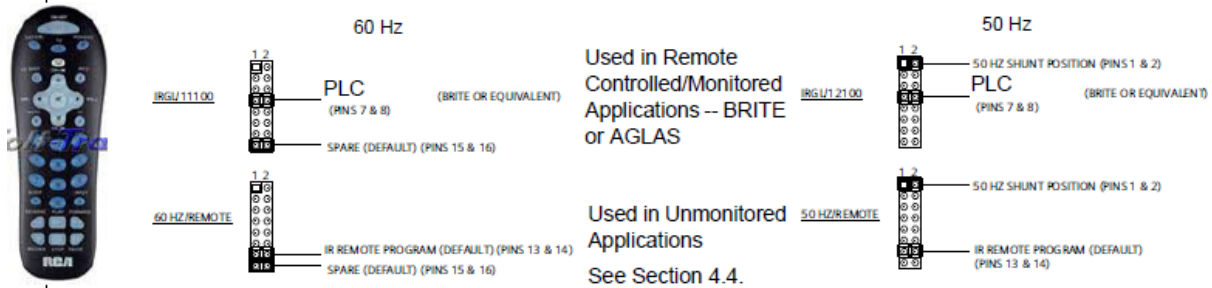 60 Hz
50 Hz
1 2
IRGL/11100
PLC
(PINS 7 & 8)
(BRITE OR EQUIVALENT)
SPARE (DEFAULT) (PINS 15 & 16)
Used in Remote
Controlled/Monitored
Applications -- BRITE
or AGLAS
1 2
50 HZ SHUNT POSITION (PINS 1 & 2)
IRGL/12100
PLC
(PINS 7 & 8)
(BRITE OR EQUIVALENT)
1 2
60 HZ/REMOTE
IR REMOTE PROGRAM (DEFAULT) (PINS 13 & 14)
SPARE (DEFAULT) (PINS 15 & 16)
Used in Unmonitored
Applications
See Section 4.4.
1 2
50 HZ SHUNT POSITION (PINS 1 & 2)
50 HZ/REMOTE
IR REMOTE PROGRAM (DEFAULT)
(PINS 13 & 14)
RCA